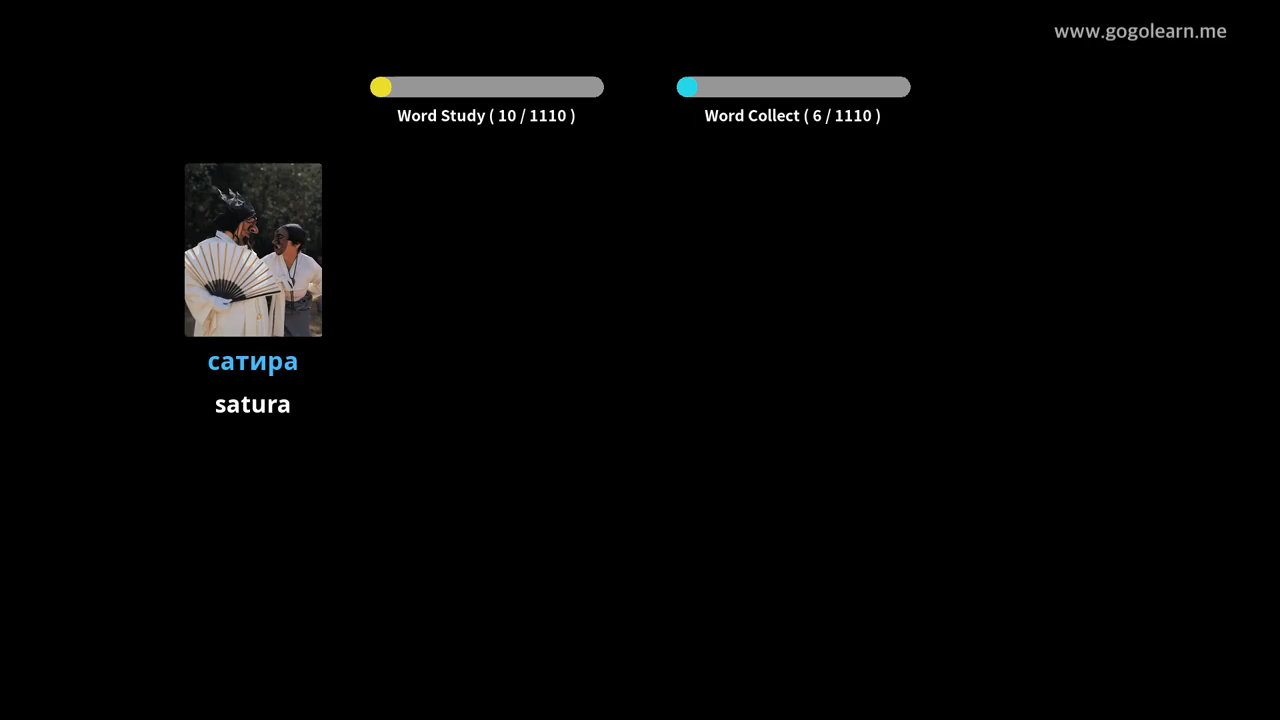 www.gogolearn.me
Word Study ( 10 / 1110 )
Word Collect ( 6 / 1110 )
сатира
satura